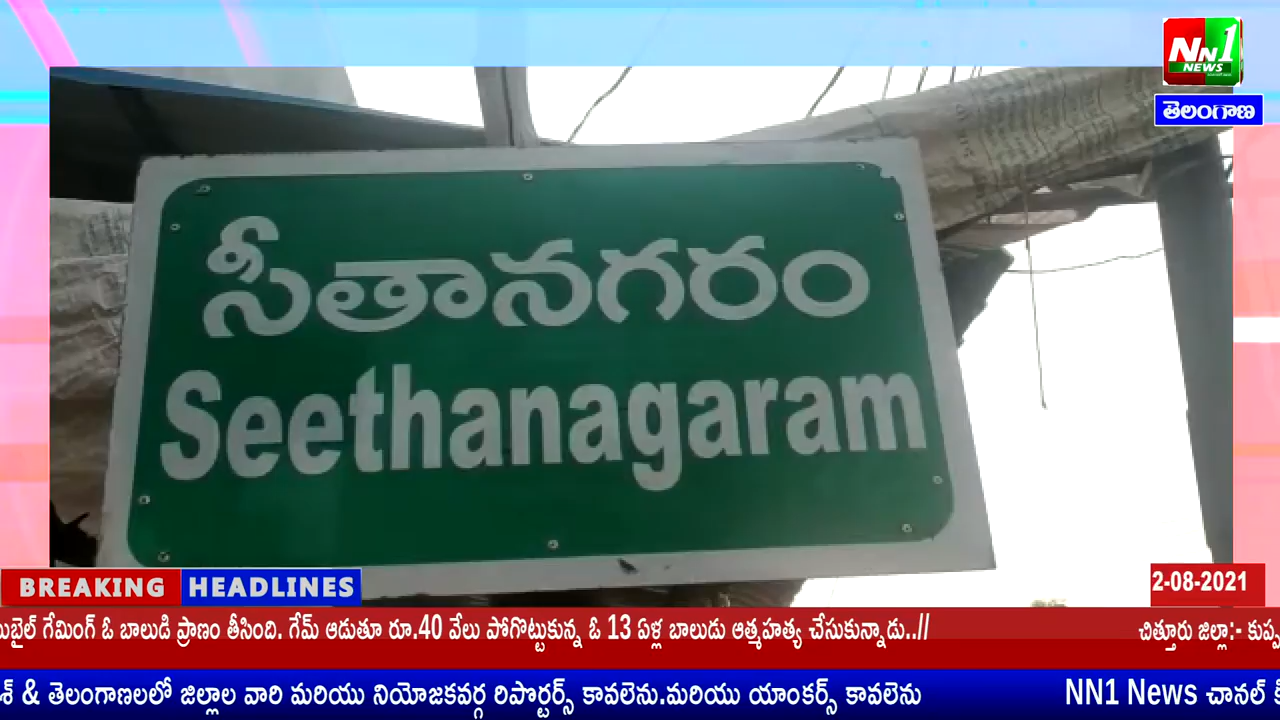 NN1
NEWS
తెలంగాణ
సీతానగరం
Seethanagaram
BREAKING HEADLINES
2-08-2021
గేమింగ్ ఓ బాలుడి ప్రాణం తీసింది. గేమ్ ఆడుతూ రూ.40 వేలు పోగొట్టుకున్న ఓ 13 ఏళ్ల బాలుడు ఆత్మహత్య చేసుకున్నాడు..// చిత్తూరు జిల్లా:-
& తెలంగాణలలో జిల్లాల వారి మరియు నియోజకవర్గ రిపొర్టర్స్ కావలెను.మరియు యాంకర్స్ కావలెను NN1 News చానల్